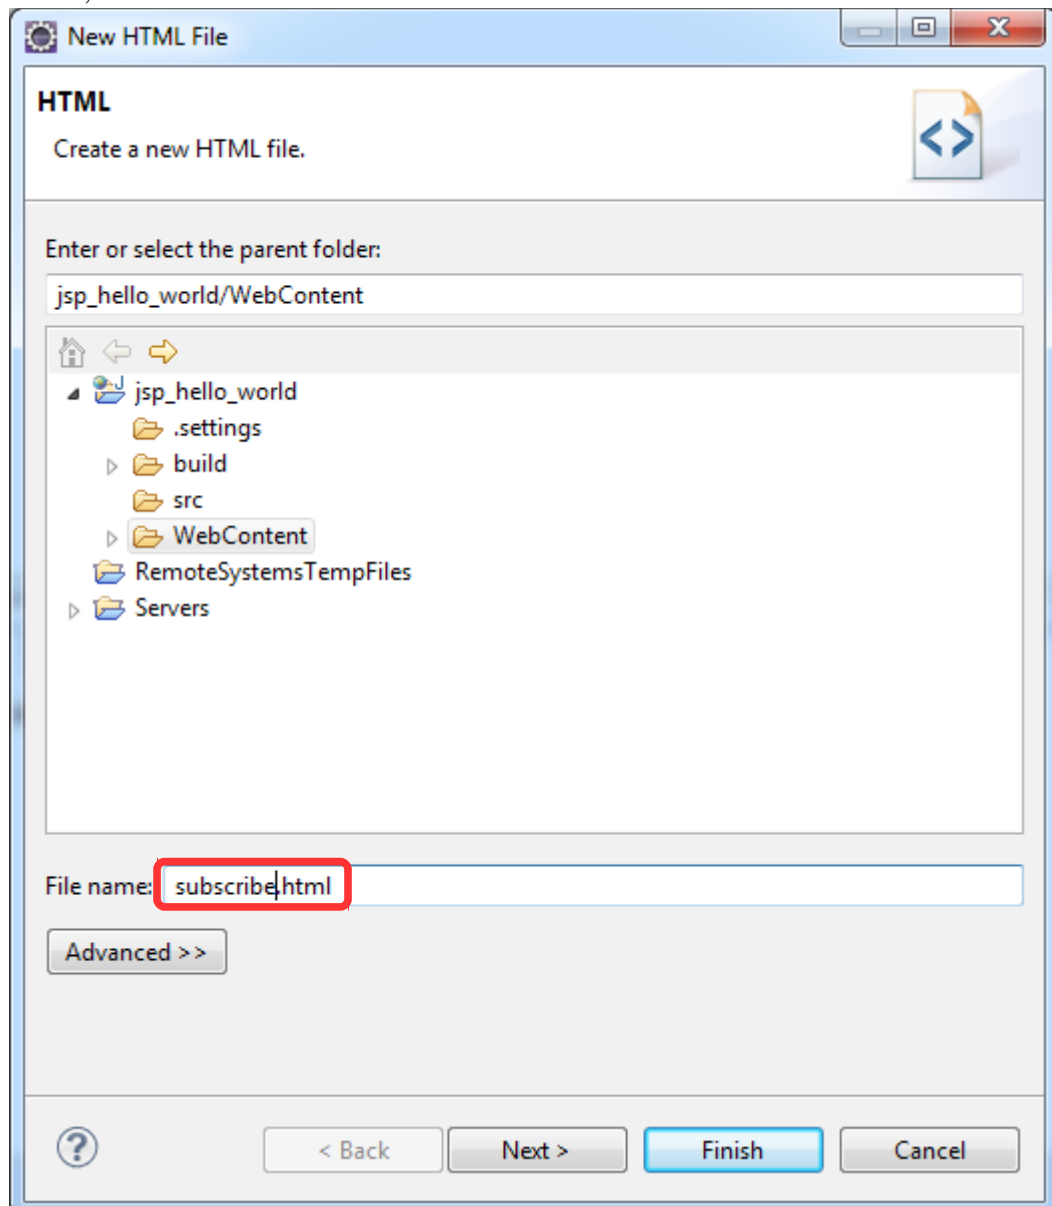 New HTML File
HTML
Create a new HTML file.
Enter or select the parent folder:
jsp_hello_world/WebContent
jsp_hello_world
.settings
build
src
WebContent
RemoteSystemsTempFiles
Servers
File name: subscribe.html
Advanced >>
< Back Next > Finish Cancel